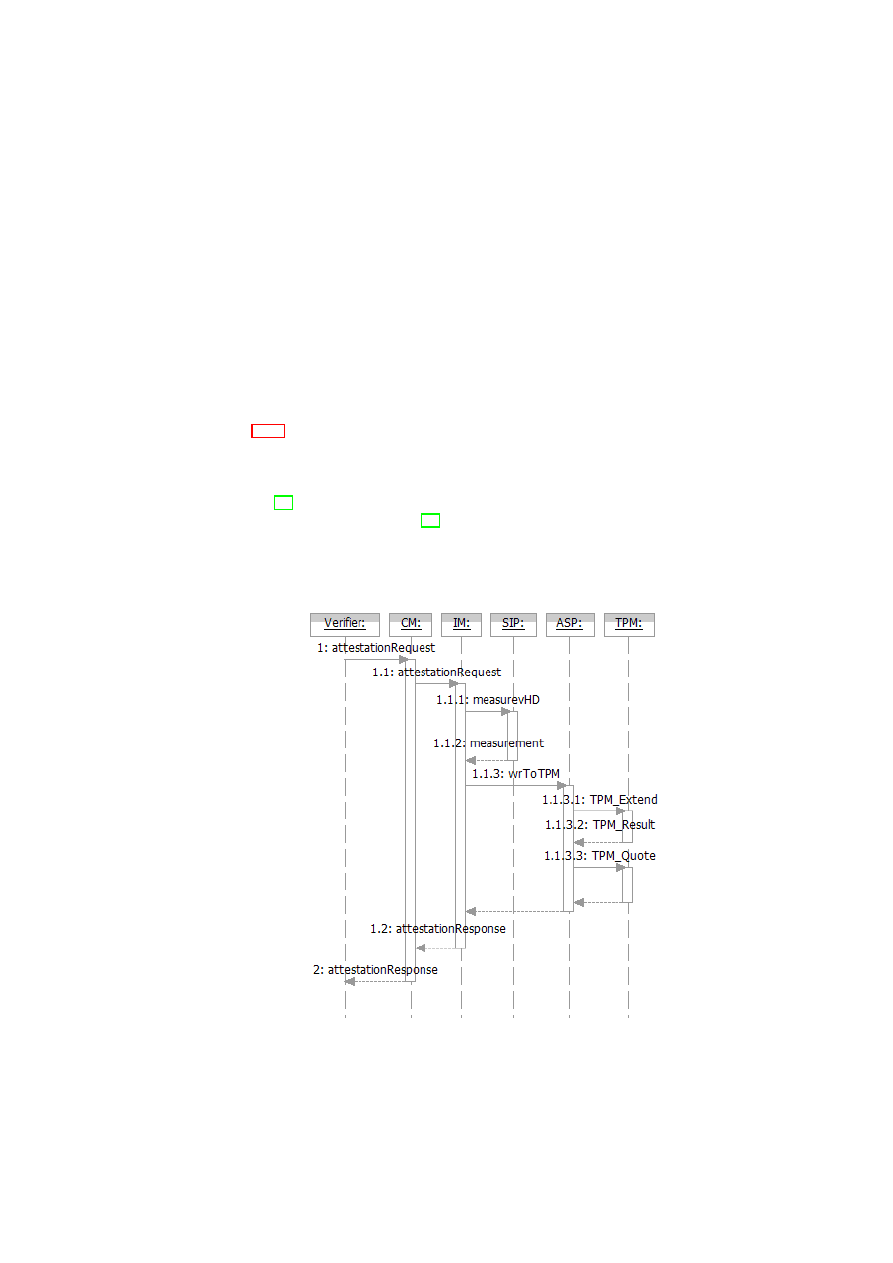 Verifier: CM: IM: SIP: ASP: TPM:
1: attestationRequest
1.1: attestationRequest
1.1.1: measurevHD
1.1.2: measurement
1.1.3: wrToTPM
1.1.3.1: TPM_Extend
1.1.3.2: TPM_Result
1.1.3.3: TPM_Quote
1.2: attestationResponse
2: attestationResponse